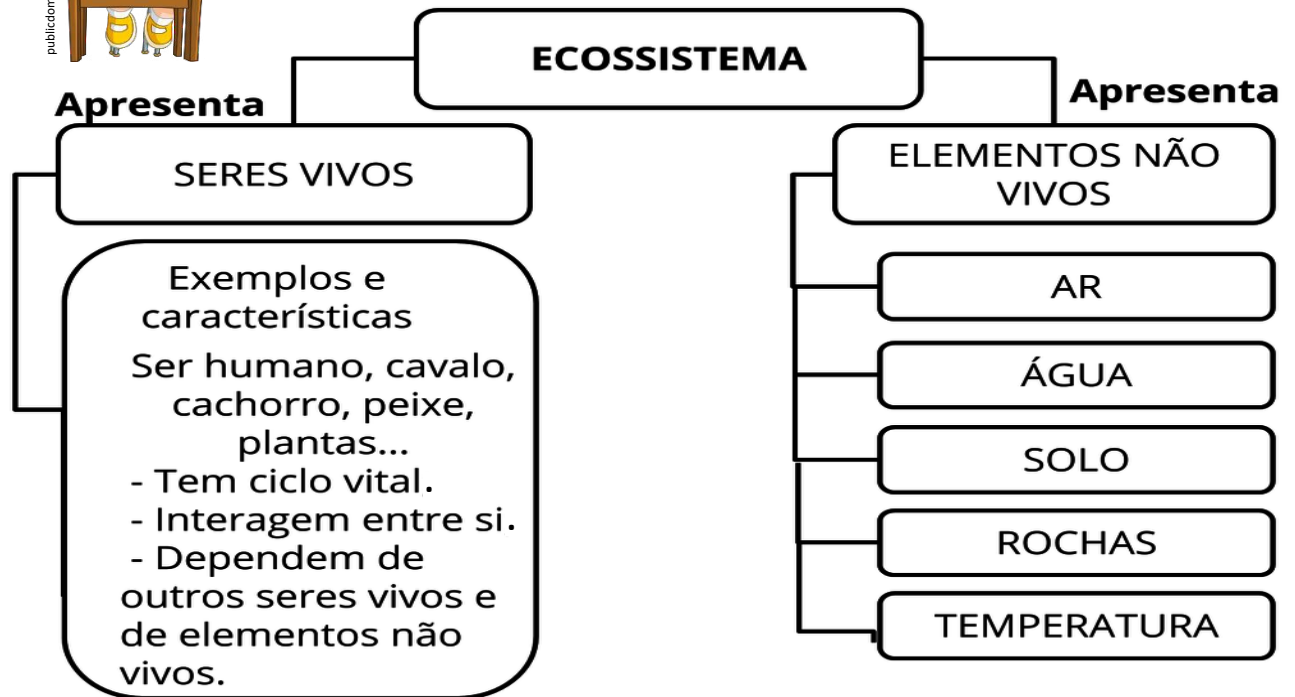 publicdom
ECOSSISTEMA
Apresenta
Apresenta
SERES VIVOS
ELEMENTOS NÃO
VIVOS
Exemplos e
características
Ser humano, cavalo,
cachorro, peixe,
plantas...
- Tem ciclo vital.
- Interagem entre si.
- Dependem de
outros seres vivos e
de elementos não
vivos.
AR
ÁGUA
SOLO
ROCHAS
TEMPERATURA